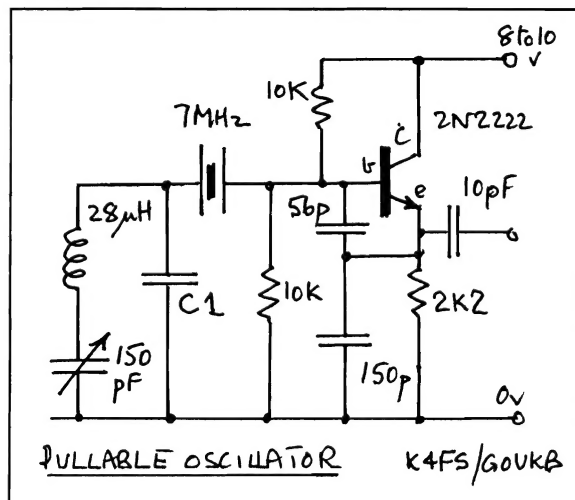 8 to 10
v
10K
7MHz
C
2N2222
b
e
10pF
28μH
56p
C1
10K
2K2
150
pF
150p
0v
PULLABLE OSCILLATOR K4FS/G0VKB